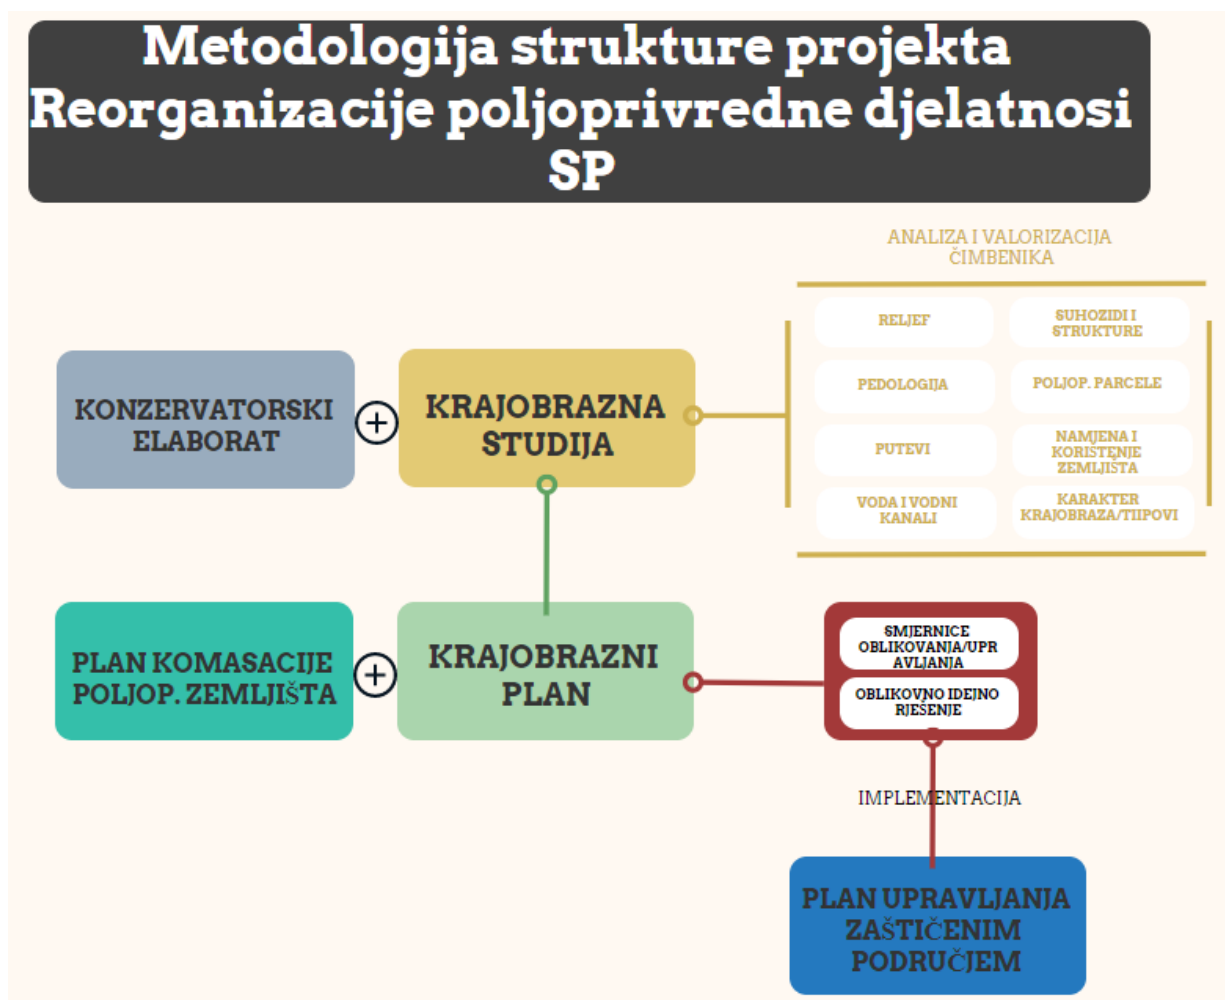 Metodologija strukture projekta
Reorganizacije poljoprivredne djelatnosi
SP
ANALIZA I VALORIZACIJA
ČIMBENIKA
RELJEF
SUHOZIDI I
STRUKTURE
PEDOLOGIJA
POLJOP. PARCELE
PUTEVI
NAMJENA I
KORIŠTENJE
ZEMLJIŠTA
VODA I VODNI
KANALI
KARAKTER
KRAJOBRAZA/TIIPOVI
KONZERVATORSKI
ELABORAT
+
KRAJOBRAZNA
STUDIJA
PLAN KOMASACIJE
POLJOP. ZEMLJIŠTA
+
KRAJOBRAZNI
PLAN
SMJERNICE
OBLIKOVANJA/UPR
AVLJANJA
OBLIKOVNO IDEJNO
RJEŠENJE
IMPLEMENTACIJA
PLAN UPRAVLJANJA
ZAŠTIČENIM
PODRUČJEM